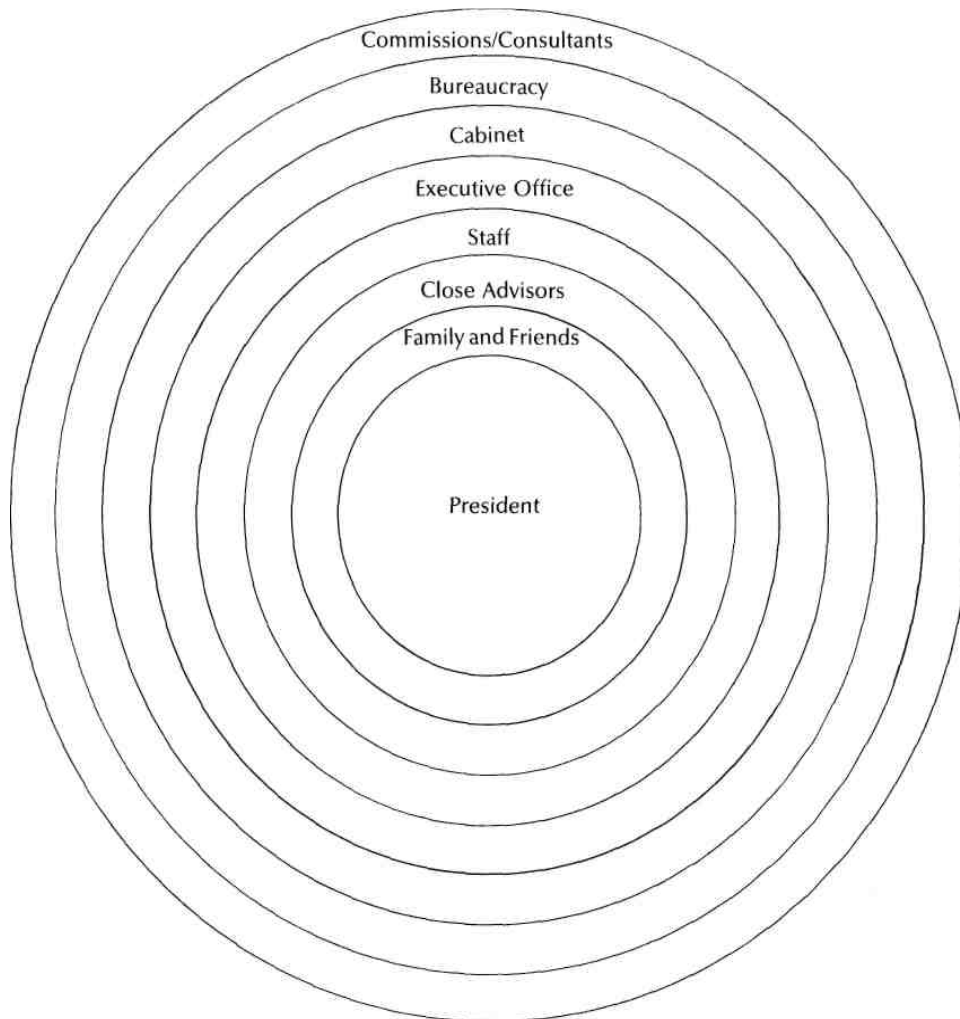 Commissions/Consultants
Bureaucracy
Cabinet
Executive Office
Staff
Close Advisors
Family and Friends
President